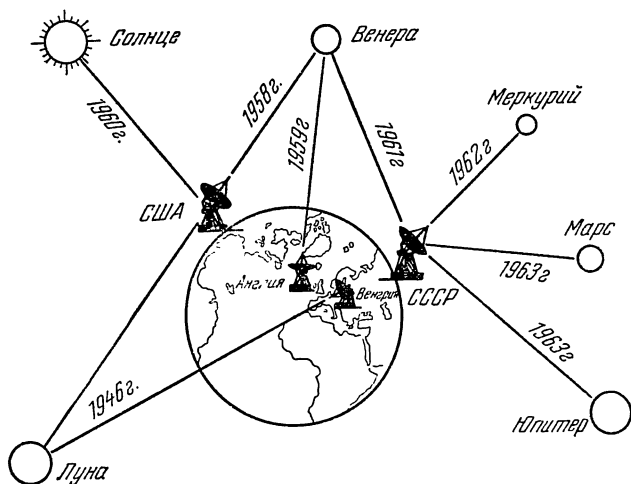 Солнце
Венера
1960г.
1958г.
1959г
1961г
Меркурий
1962г
США
Марс
1963г
Англия
Венгрия
СССР
1963г
1946г.
Юпитер
Луна